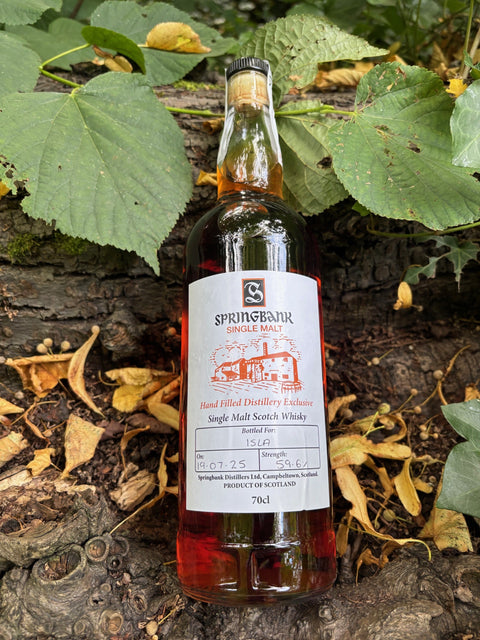 S
SPRINGBANK
SINGLE MALT
Hand Filled Distillery Exclusive
Single Malt Scotch Whisky
Bottled For:
ISLA
On: Strength:
19-07-25 59.6%
Springbank Distillers Ltd, Campbeltown, Scotland.
PRODUCT OF SCOTLAND
70cl